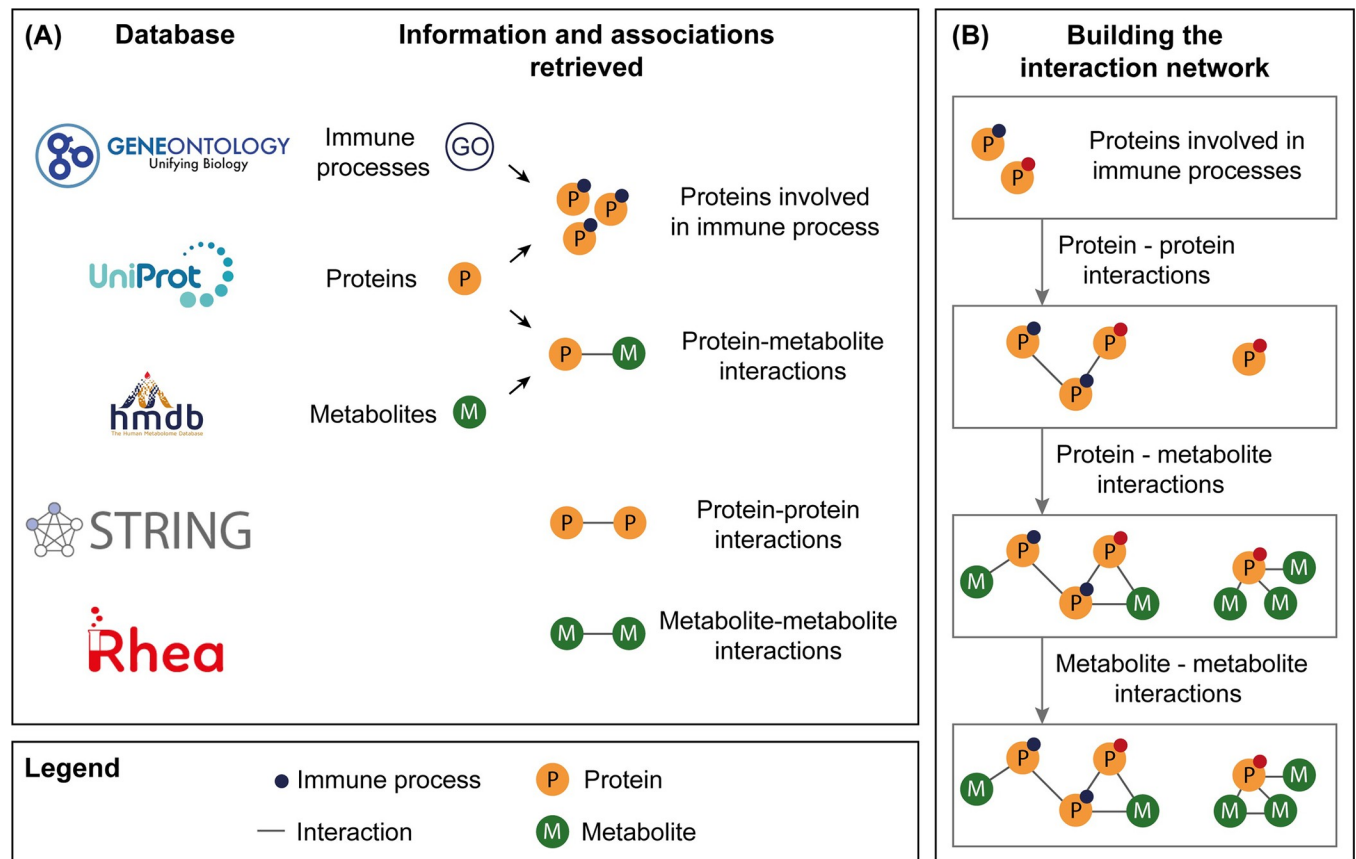 (A) Database
Information and associations
retrieved
GENEONTOLOGY
Unifying Biology
Immune
processes
GO
P
P
P
Proteins involved
in immune process
UniProt
Proteins
P
P
M
Protein-metabolite
interactions
hmdb
The Human Metabolome Database
Metabolites
M
STRING
P
P
Protein-protein
interactions
Rhea
M
M
Metabolite-metabolite
interactions
Legend
Immune process
P
Protein
Interaction
M
Metabolite
(B)
Building the
interaction network
P
P
Proteins involved in
immune processes
Protein - protein
interactions
P
P
P
P
Protein - metabolite
interactions
P
P
P
M
M
P
M
M
M
Metabolite - metabolite
interactions
P
P
P
M
M
P
M
M
M